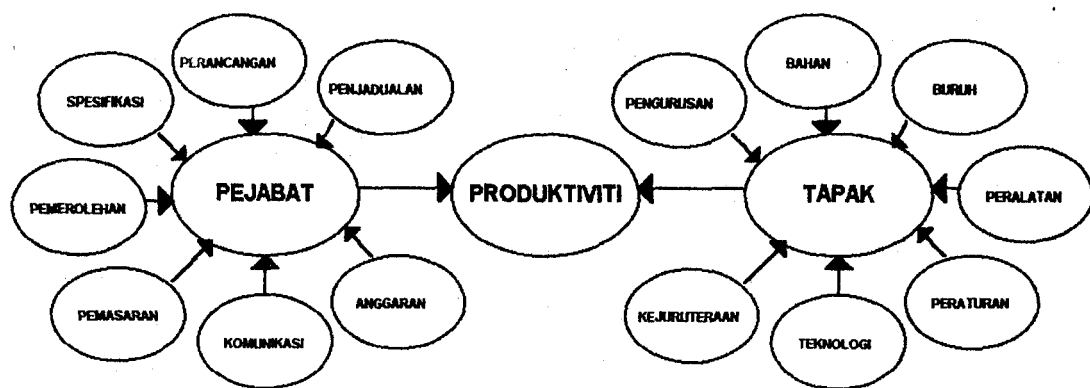 PERANCANGAN
PENJADUALAN
SPESIFIKASI
PEMEROLEHAN
PEJABAT
PEMASARAN
KOMUNIKASI
ANGGARAN
PRODUKTIVITI
BAHAN
PENGURUSAN
BURUH
TAPAK
PERALATAN
KEJURUTERAAN
TEKNOLOGI
PERATURAN